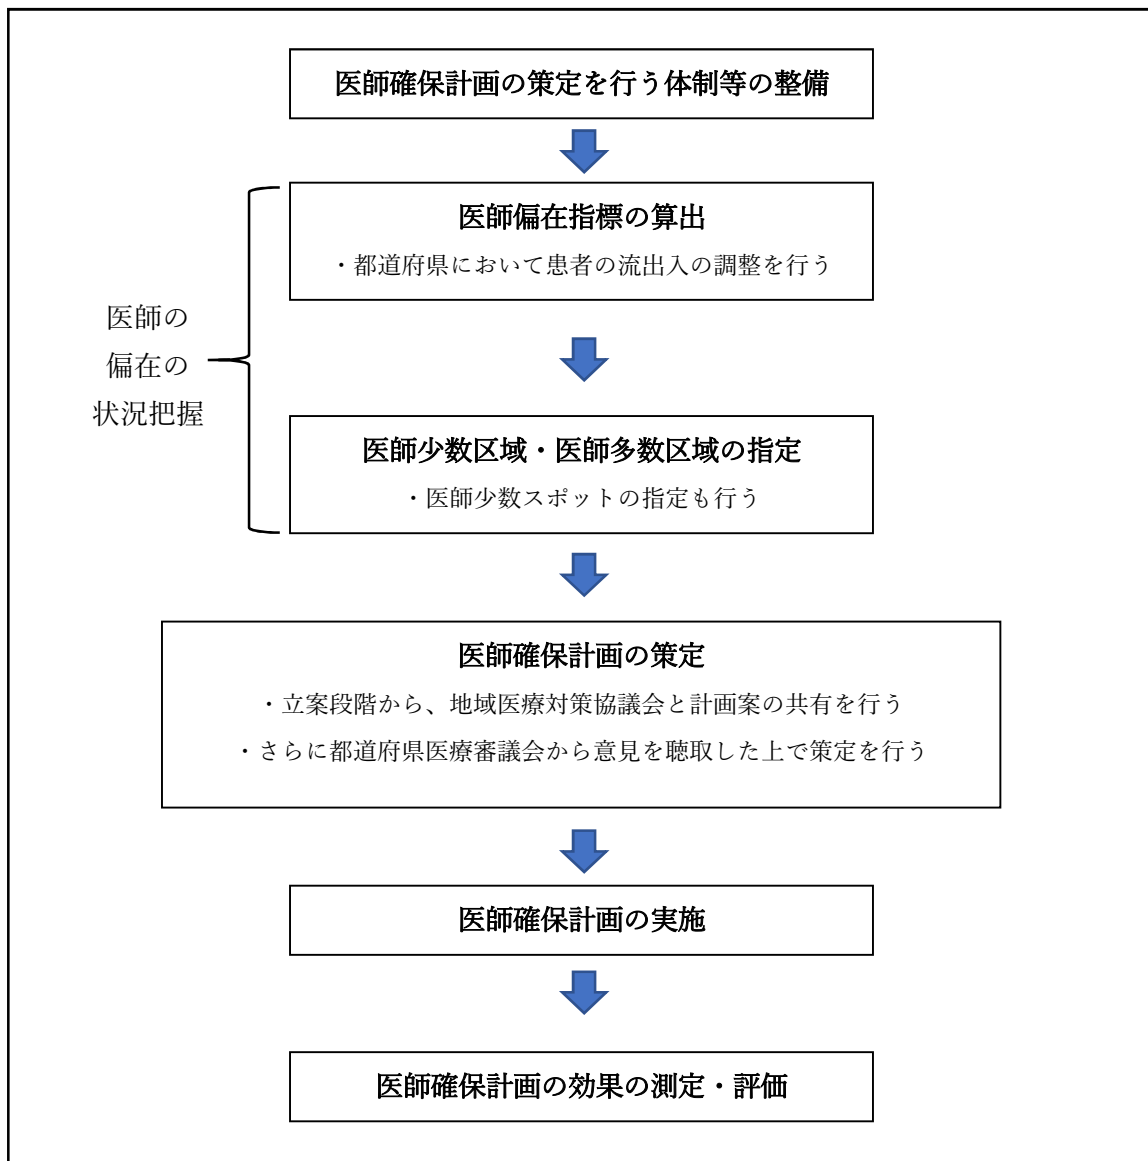 医師確保計画の策定を行う体制等の整備
医師偏在指標の算出
・都道府県において患者の流出入の調整を行う
医師の
偏在の
状況把握
医師少数区域・医師多数区域の指定
・医師少数スポットの指定も行う
医師確保計画の策定
・立案段階から、地域医療対策協議会と計画案の共有を行う
・さらに都道府県医療審議会から意見を聴取した上で策定を行う
医師確保計画の実施
医師確保計画の効果の測定・評価